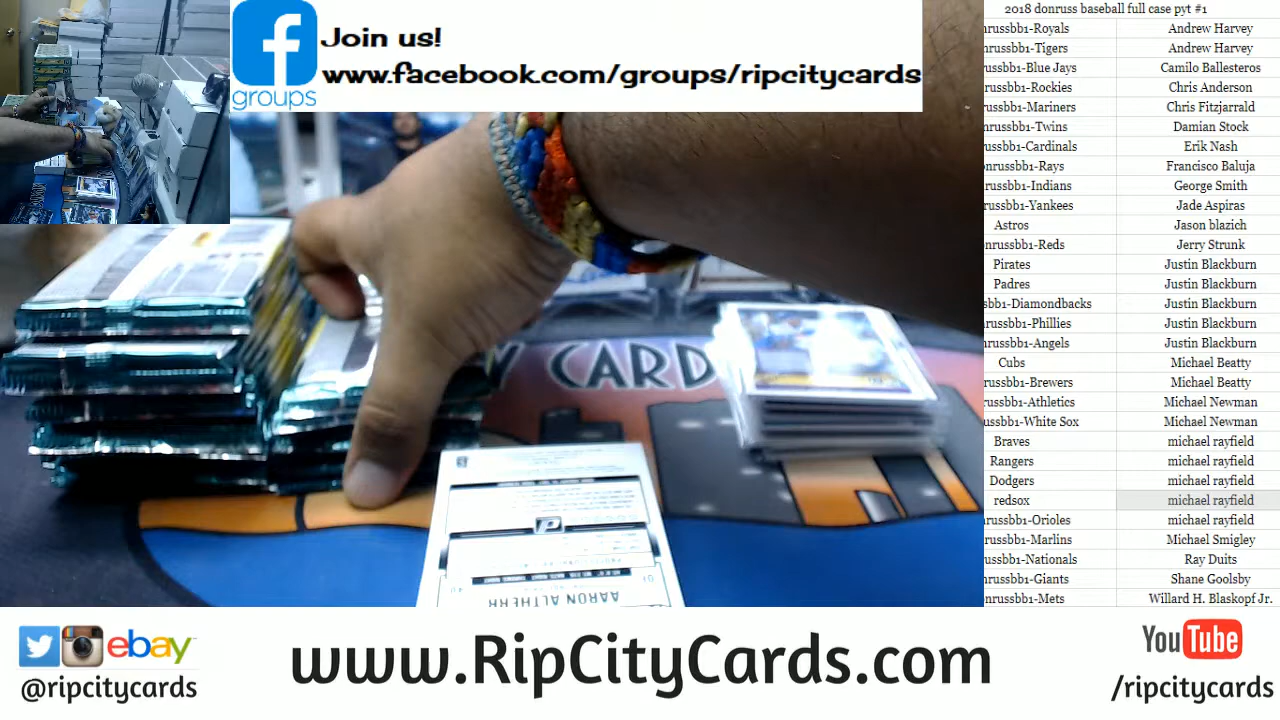 Join us!
www.facebook.com/groups/ripcitycards
groups
2018 donruss baseball full case pyt #1
nrussbb1-Royals Andrew Harvey
nrussbb1-Tigers Andrew Harvey
russbb1-Blue Jays Camilo Ballesteros
russbb1-Rockies Chris Anderson
russbb1-Mariners Chris Fitzjarrald
nrussbb1-Twins Damian Stock
russbb1-Cardinals Erik Nash
onrussbb1-Rays Francisco Baluja
russbb1-Indians George Smith
russbb1-Yankees Jade Aspiras
Astros Jason blazich
onrussbb1-Reds Jerry Strunk
Pirates Justin Blackburn
Padres Justin Blackburn
sbb1-Diamondbacks Justin Blackburn
russbb1-Phillies Justin Blackburn
nrussbb1-Angels Justin Blackburn
Cubs Michael Beatty
russbb1-Brewers Michael Beatty
russbb1-Athletics Michael Newman
ussbb1-White Sox Michael Newman
Braves michael rayfield
Rangers michael rayfield
Dodgers michael rayfield
red sox michael rayfield
nrussbb1-Orioles michael rayfield
russbb1-Marlins Michael Smigley
russbb1-Nationals Ray Duits
nrussbb1-Giants Shane Goolsby
onrussbb1-Mets Willard H. Blaskopf Jr.
Y CARD
AARON ALTHERR
ebay
@ripcitycards
www.RipCityCards.com
YouTube
/ripcitycards